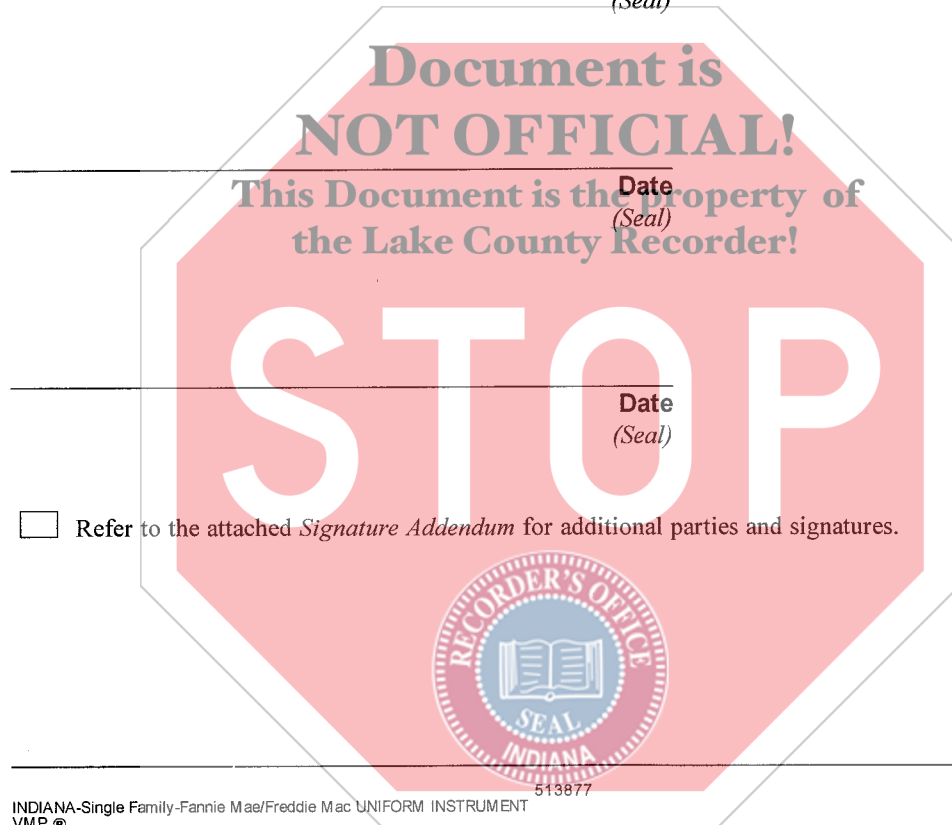 (Seal)
Document is
NOT OFFICIAL!
This Document is the property of
Date
(Seal)
the Lake County Recorder!
STOP
Date
(Seal)
Refer to the attached Signature Addendum for additional parties and signatures.
RECORDER'S OFFICE
SEAL
INDIANA
513877
INDIANA-Single Family-Fannie Mae/Freddie Mac UNIFORM INSTRUMENT
VMP ®